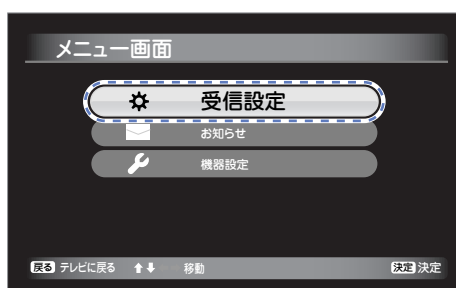 メニュー画面
受信設定
お知らせ
機器設定
戻る テレビに戻る ⬆⬇ 移動 決定 決定